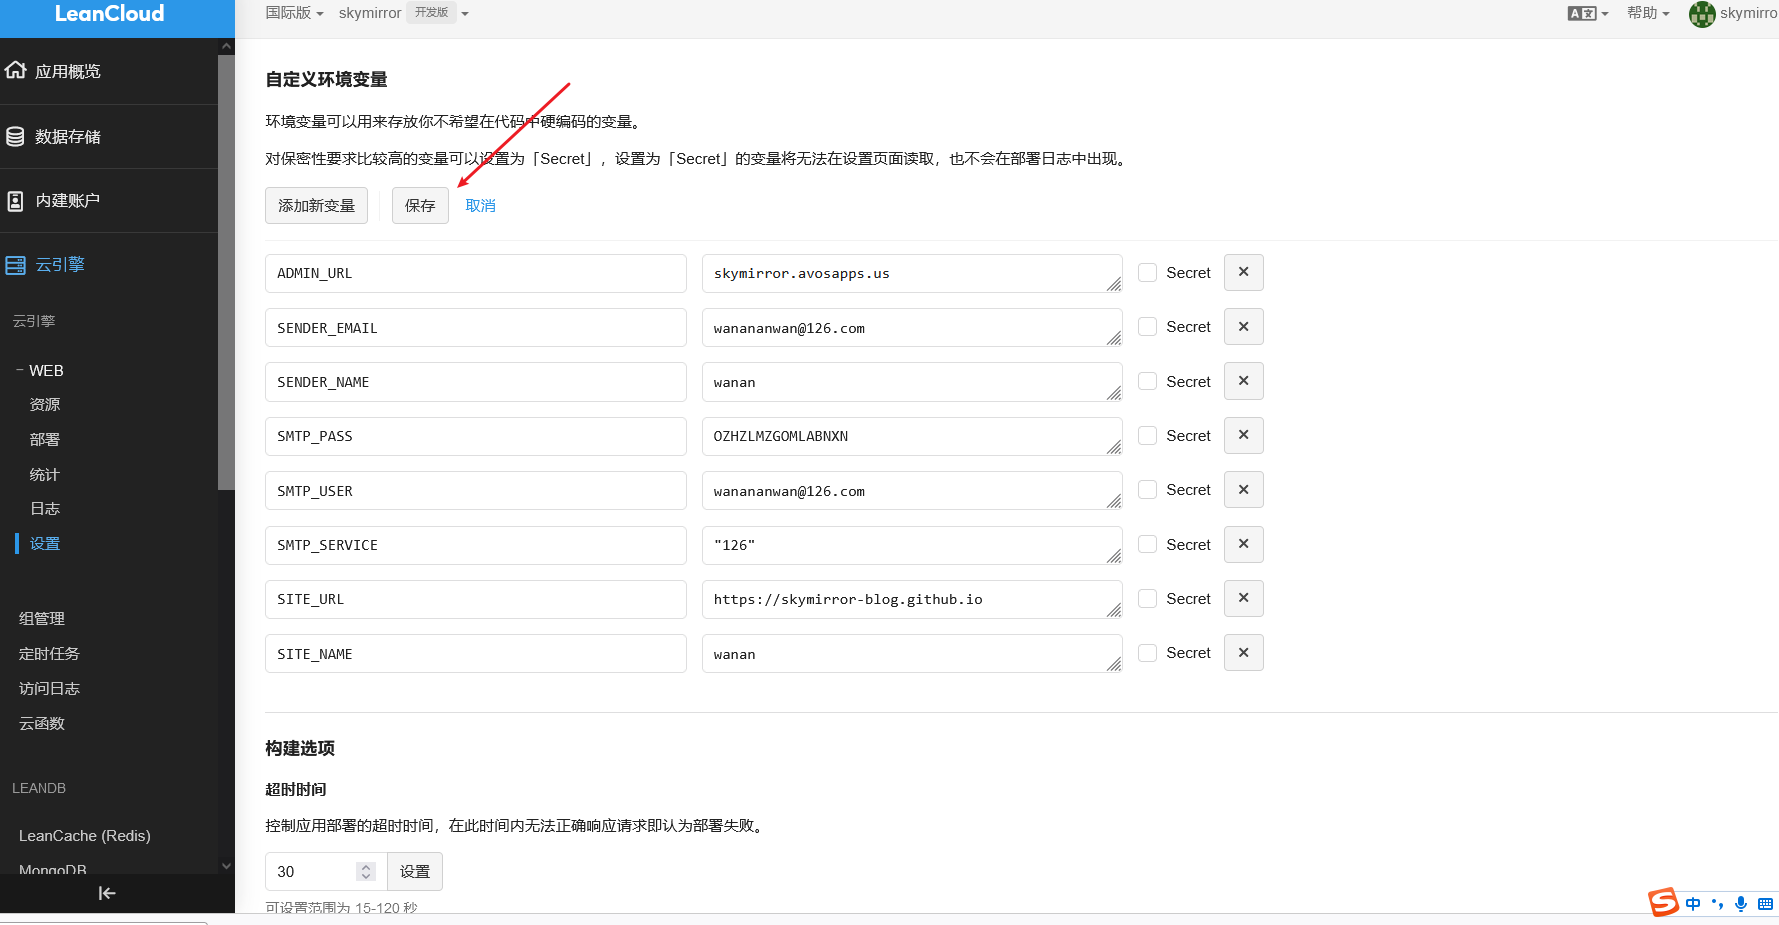 LeanCloud
国际版
skymirror 开发版
帮助
skymirro
应用概览
数据存储
内建账户
云引擎
云引擎
WEB
资源
部署
统计
日志
设置
组管理
定时任务
访问日志
云函数
LEANDB
LeanCache (Redis)
MongoDB
自定义环境变量
环境变量可以用来存放你不希望在代码中硬编码的变量。
对保密性要求比较高的变量可以设置为「Secret」，设置为「Secret」的变量将无法在设置页面读取，也不会在部署日志中出现。
添加新变量 保存 取消
ADMIN_URL skymirror.avosapps.us Secret ×
SENDER_EMAIL wanananwan@126.com Secret ×
SENDER_NAME wanan Secret ×
SMTP_PASS OZHZLMZGOMLABNXN Secret ×
SMTP_USER wanananwan@126.com Secret ×
SMTP_SERVICE "126" Secret ×
SITE_URL https://skymirror-blog.github.io Secret ×
SITE_NAME wanan Secret ×
构建选项
超时时间
控制应用部署的超时时间，在此时间内无法正确响应请求即认为部署失败。
30 设置
可设置范围为 15-120 秒
中